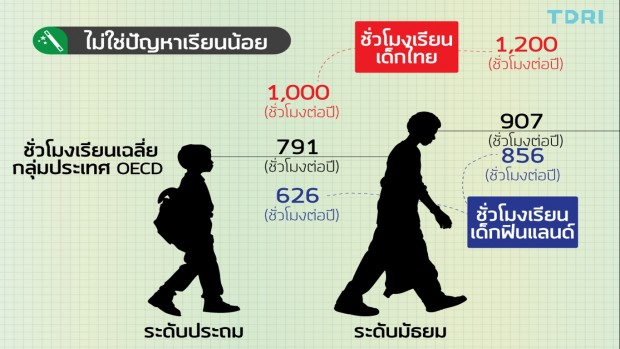 TDRI
ไม่ใช่ปัญหาเรียนน้อย
ชั่วโมงเรียน
เด็กไทย
1,200
(ชั่วโมงต่อปี)
1,000
(ชั่วโมงต่อปี)
907
(ชั่วโมงต่อปี)
ชั่วโมงเรียนเฉลี่ย
กลุ่มประเทศ OECD
791
(ชั่วโมงต่อปี)
856
(ชั่วโมงต่อปี)
626
(ชั่วโมงต่อปี)
ชั่วโมงเรียน
เด็กฟินแลนด์
ระดับประถม
ระดับมัธยม